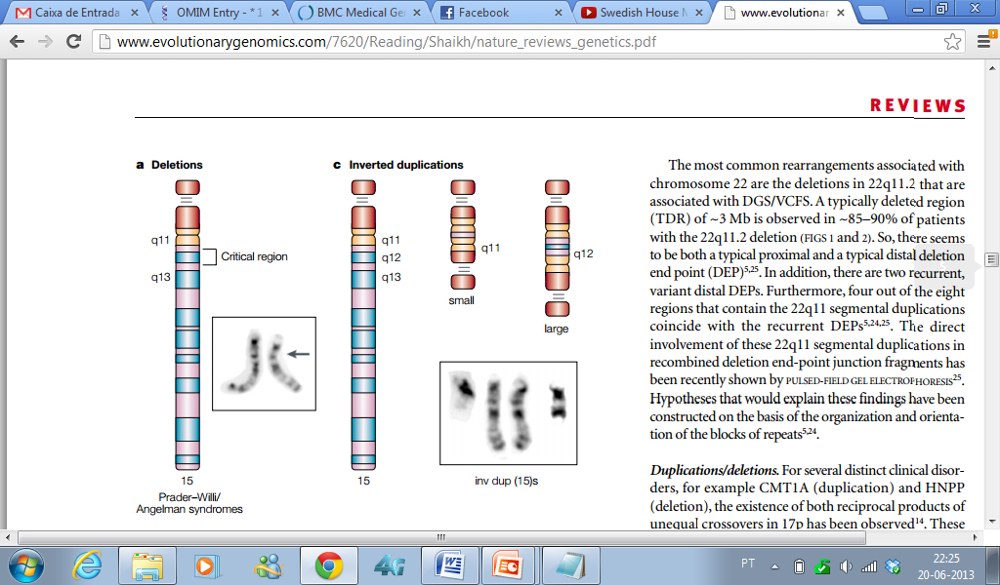 Caixa de Entrada
OMIM Entry - * 1
BMC Medical Ge
Facebook
Swedish House M
www.evolutionar
www.evolutionarygenomics.com/7620/Reading/Shaikh/nature_reviews_genetics.pdf
REVIEWS
a Deletions
q11
Critical region
q13
15
Prader–Willi/
Angelman syndromes
c Inverted duplications
q11
q12
q13
15
q11
small
q12
large
inv dup (15)s
The most common rearrangements associated with
chromosome 22 are the deletions in 22q11.2 that are
associated with DGS/VCFS. A typically deleted region
(TDR) of ~3 Mb is observed in ~85–90% of patients
with the 22q11.2 deletion (FIGS 1 and 2). So, there seems
to be both a typical proximal and a typical distal deletion
end point (DEP)5,25. In addition, there are two recurrent,
variant distal DEPs. Furthermore, four out of the eight
regions that contain the 22q11 segmental duplications
coincide with the recurrent DEPs5,24,25. The direct
involvement of these 22q11 segmental duplications in
recombined deletion end-point junction fragments has
been recently shown by PULSED-FIELD GEL ELECTROPHORESIS25.
Hypotheses that would explain these findings have been
constructed on the basis of the organization and orienta-
tion of the blocks of repeats5,24.
Duplications/deletions. For several distinct clinical disor-
ders, for example CMT1A (duplication) and HNPP
(deletion), the existence of both reciprocal products of
unequal crossovers in 17p has been observed14. These
4G
PT
22:25
20-06-2013